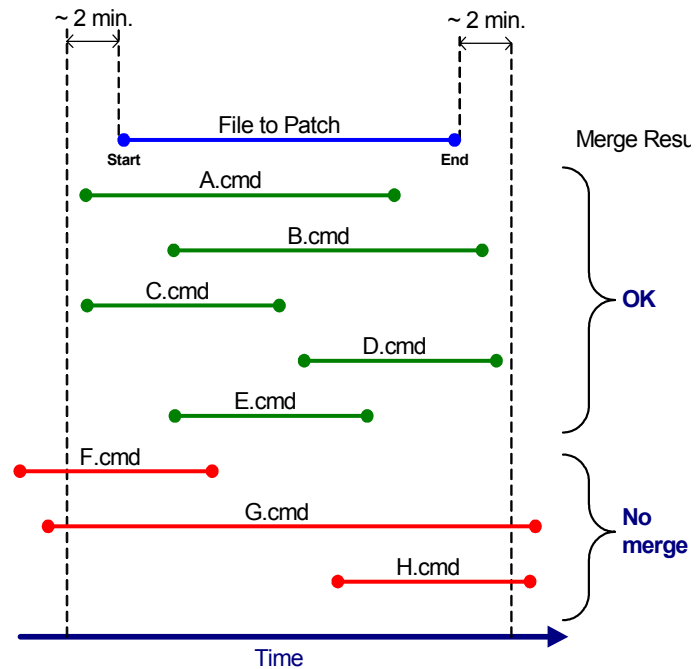 ~ 2 min.
~ 2 min.
File to Patch
Start
End
Merge Resu
A.cmd
B.cmd
C.cmd
OK
D.cmd
E.cmd
F.cmd
G.cmd
No
merge
H.cmd
Time